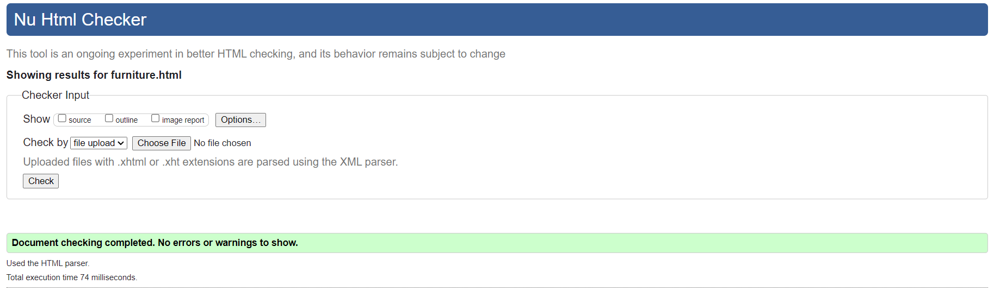 Nu Html Checker
This tool is an ongoing experiment in better HTML checking, and its behavior remains subject to change
Showing results for furniture.html
Checker Input
Show source outline image report Options…
Check by file upload Choose File No file chosen
Uploaded files with .xhtml or .xht extensions are parsed using the XML parser.
Check
Document checking completed. No errors or warnings to show.
Used the HTML parser.
Total execution time 74 milliseconds.